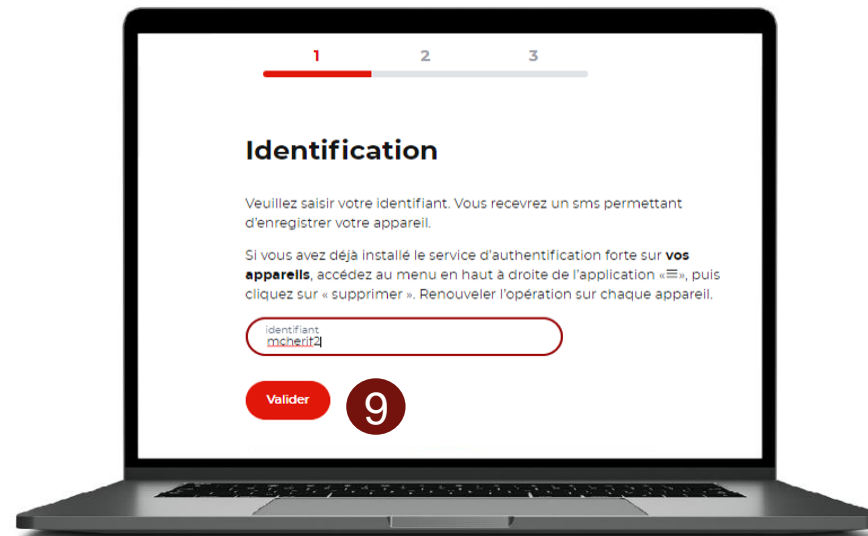 1 2 3
Identification
Veuillez saisir votre identifiant. Vous recevrez un sms permettant
d'enregistrer votre appareil.
Si vous avez déjà installé le service d'authentification forte sur vos
appareils, accédez au menu en haut à droite de l'application «☰», puis
cliquez sur « supprimer ». Renouveler l'opération sur chaque appareil.
identifiant
mcherif2
Valider
9